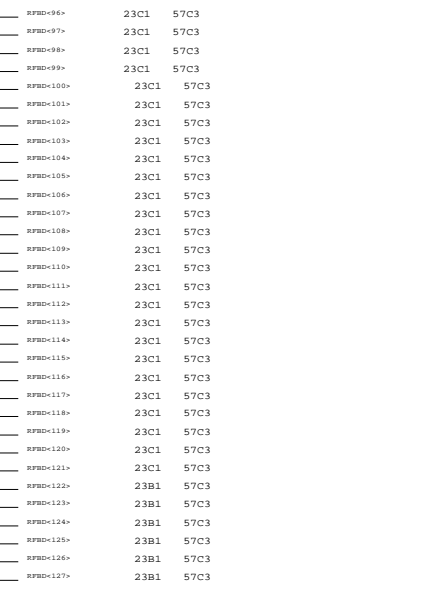 RFBD<96> 23C1 57C3
RFBD<97> 23C1 57C3
RFBD<98> 23C1 57C3
RFBD<99> 23C1 57C3
RFBD<100> 23C1 57C3
RFBD<101> 23C1 57C3
RFBD<102> 23C1 57C3
RFBD<103> 23C1 57C3
RFBD<104> 23C1 57C3
RFBD<105> 23C1 57C3
RFBD<106> 23C1 57C3
RFBD<107> 23C1 57C3
RFBD<108> 23C1 57C3
RFBD<109> 23C1 57C3
RFBD<110> 23C1 57C3
RFBD<111> 23C1 57C3
RFBD<112> 23C1 57C3
RFBD<113> 23C1 57C3
RFBD<114> 23C1 57C3
RFBD<115> 23C1 57C3
RFBD<116> 23C1 57C3
RFBD<117> 23C1 57C3
RFBD<118> 23C1 57C3
RFBD<119> 23C1 57C3
RFBD<120> 23C1 57C3
RFBD<121> 23C1 57C3
RFBD<122> 23B1 57C3
RFBD<123> 23B1 57C3
RFBD<124> 23B1 57C3
RFBD<125> 23B1 57C3
RFBD<126> 23B1 57C3
RFBD<127> 23B1 57C3